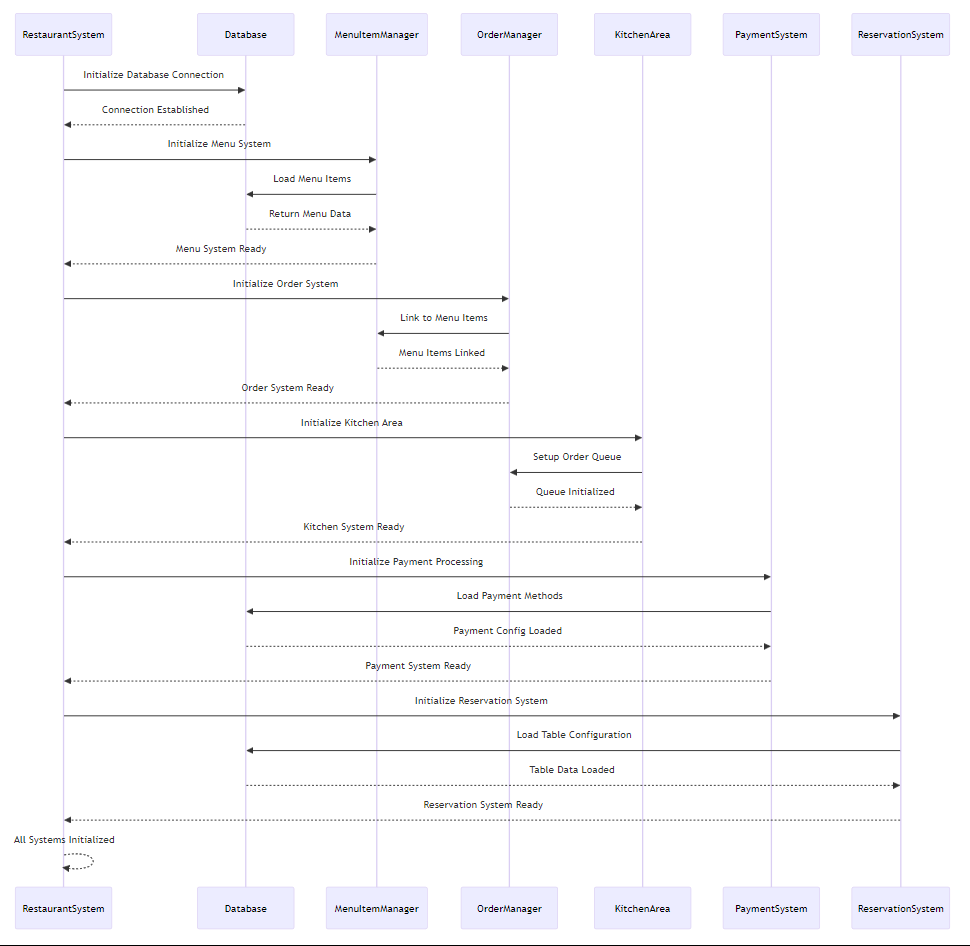 RestaurantSystem Database MenuItemManager OrderManager KitchenArea PaymentSystem ReservationSystem
Initialize Database Connection
Connection Established
Initialize Menu System
Load Menu Items
Return Menu Data
Menu System Ready
Initialize Order System
Link to Menu Items
Menu Items Linked
Order System Ready
Initialize Kitchen Area
Setup Order Queue
Queue Initialized
Kitchen System Ready
Initialize Payment Processing
Load Payment Methods
Payment Config Loaded
Payment System Ready
Initialize Reservation System
Load Table Configuration
Table Data Loaded
Reservation System Ready
All Systems Initialized
RestaurantSystem Database MenuItemManager OrderManager KitchenArea PaymentSystem ReservationSystem